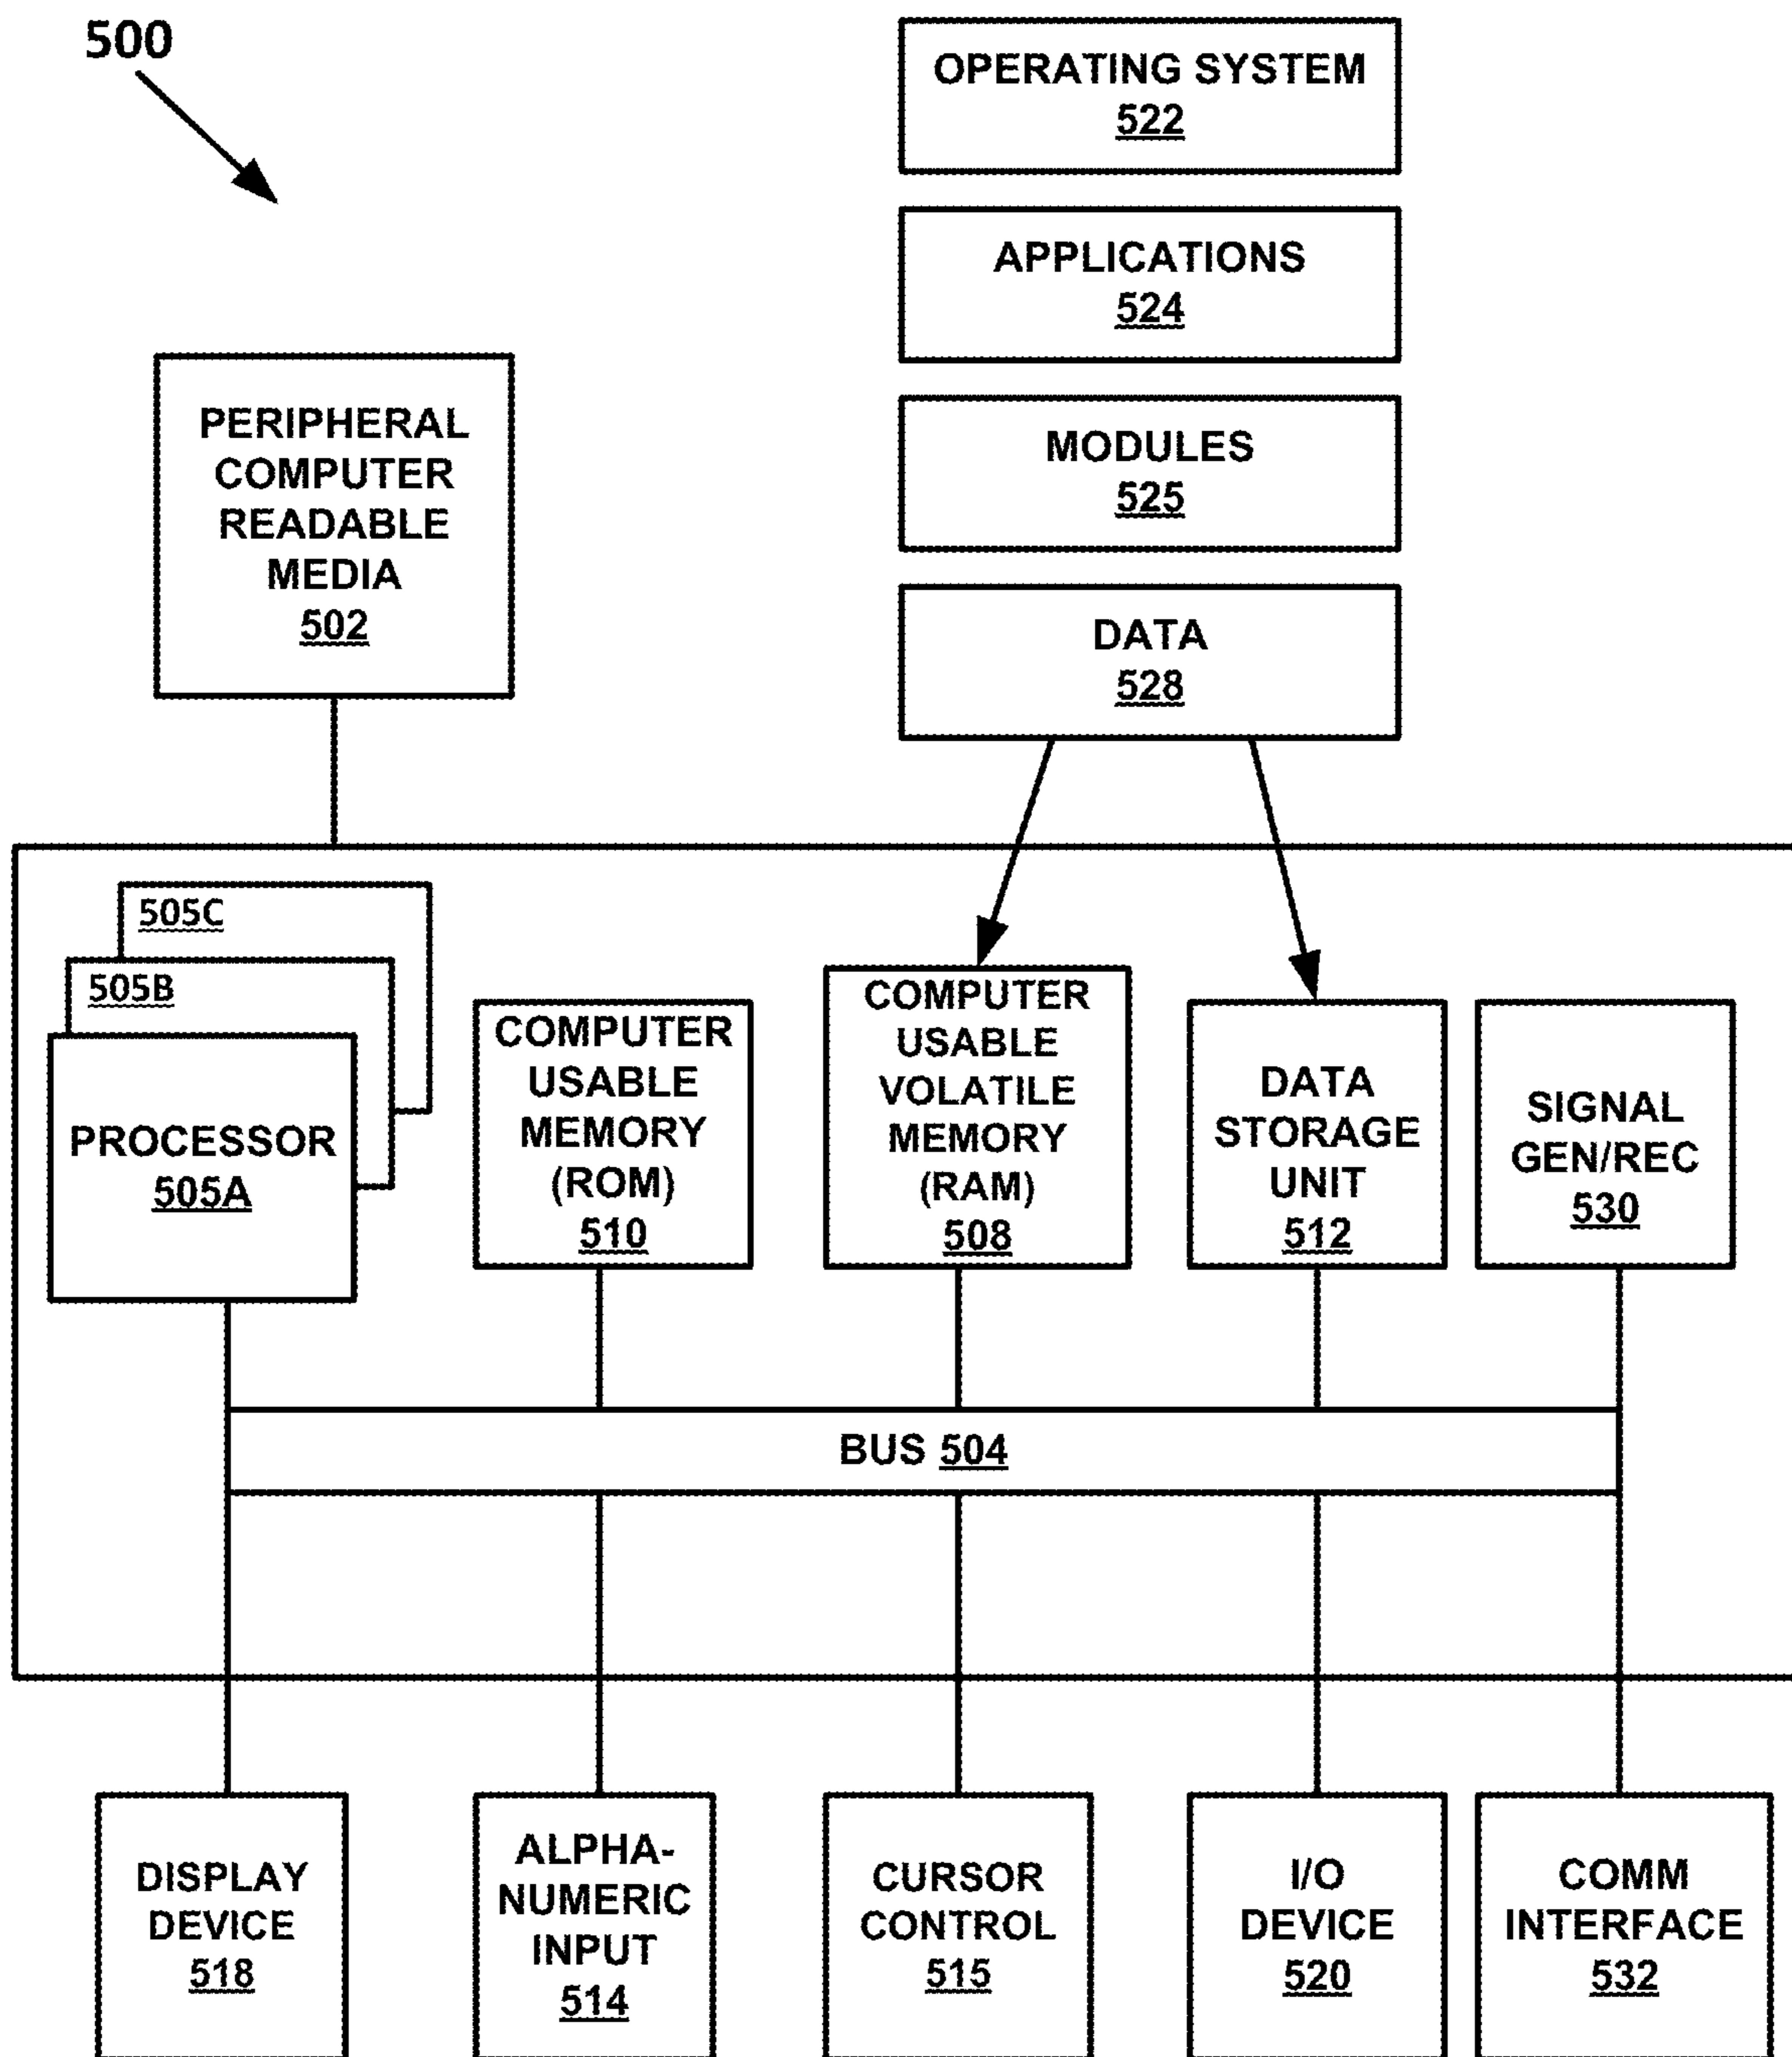 500
OPERATING SYSTEM
522
APPLICATIONS
524
MODULES
525
DATA
528
PERIPHERAL
COMPUTER
READABLE
MEDIA
502
505C
505B
PROCESSOR
505A
COMPUTER
USABLE
MEMORY
(ROM)
510
COMPUTER
USABLE
VOLATILE
MEMORY
(RAM)
508
DATA
STORAGE
UNIT
512
SIGNAL
GEN/REC
530
BUS 504
DISPLAY
DEVICE
518
ALPHA-
NUMERIC
INPUT
514
CURSOR
CONTROL
515
I/O
DEVICE
520
COMM
INTERFACE
532